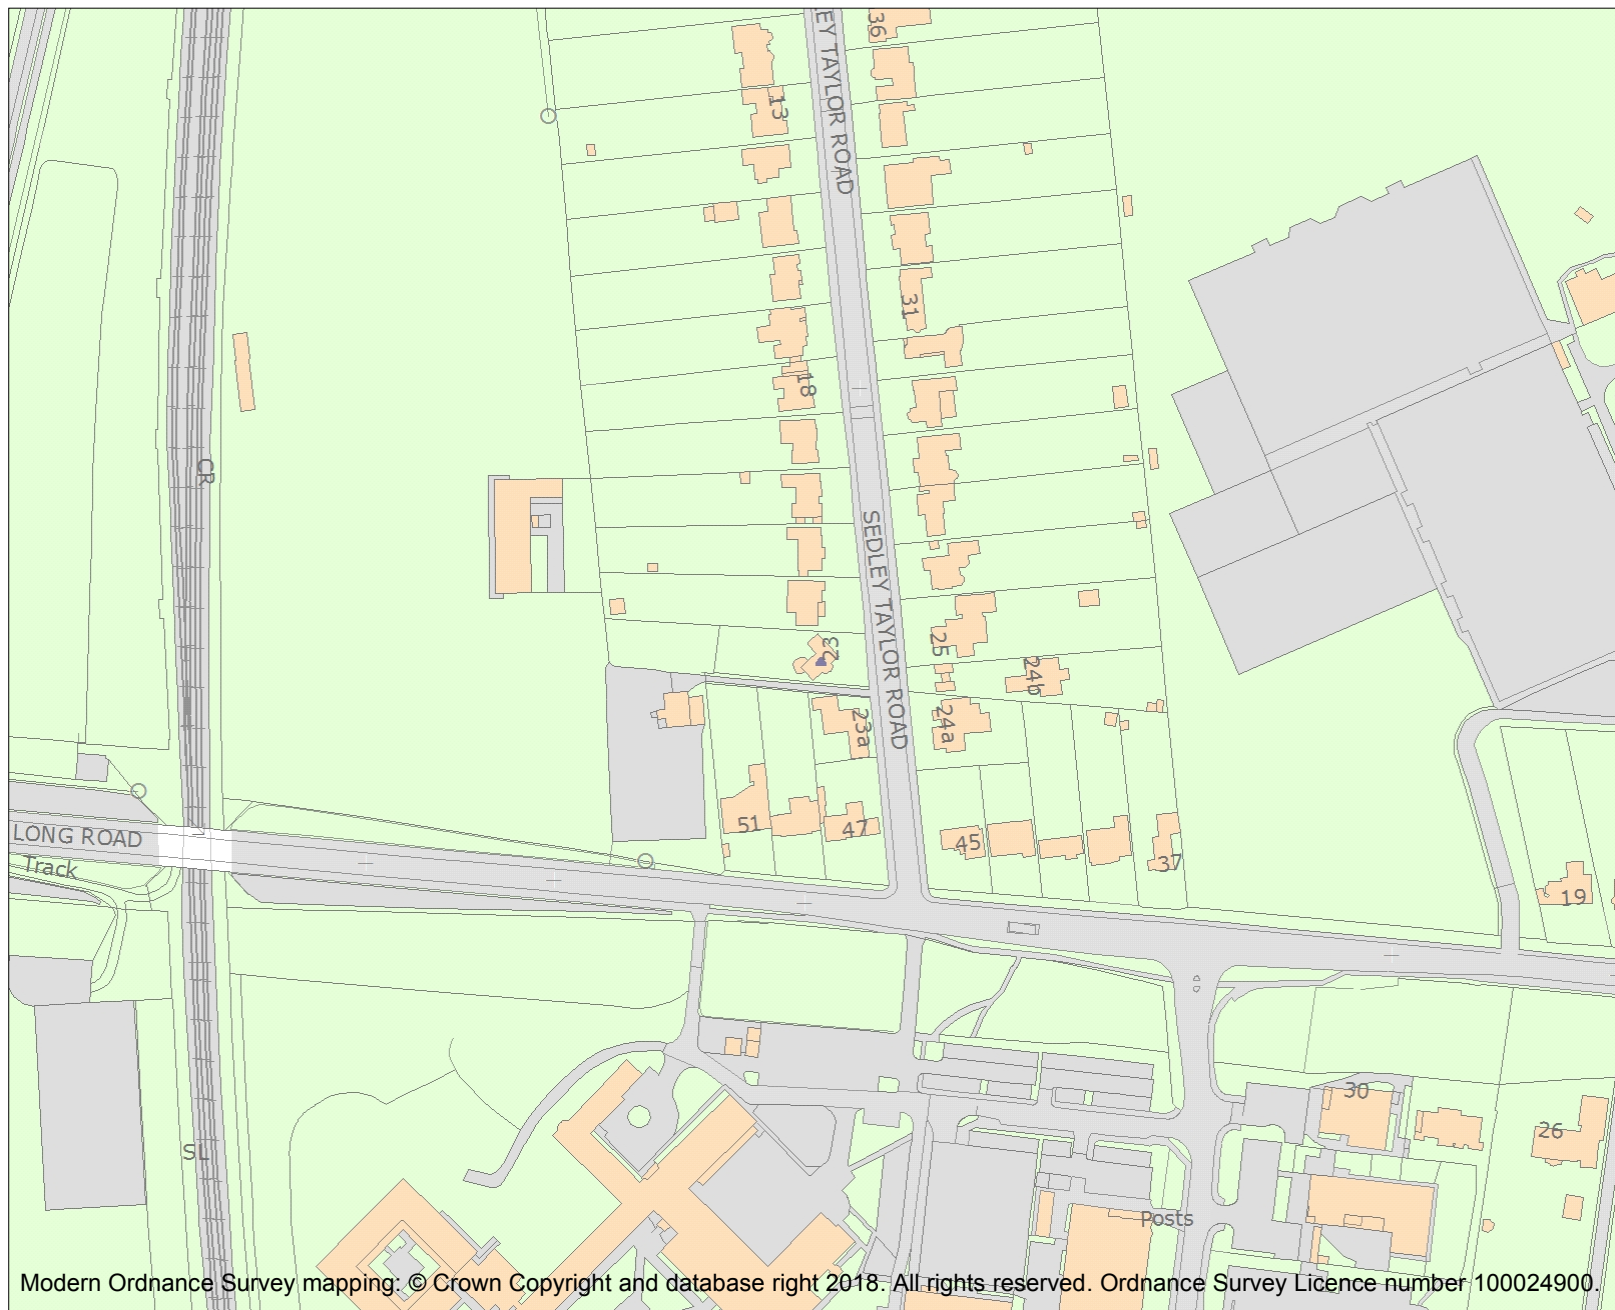 36
SEDLEY TAYLOR ROAD
13
31
18
CR
SEDLEY TAYLOR ROAD
23
25
24b
23a
24a
51
47
45
37
LONG ROAD
Track
19
30
26
SL
Posts
Modern Ordnance Survey mapping: © Crown Copyright and database right 2018. All rights reserved. Ordnance Survey Licence number 100024900.